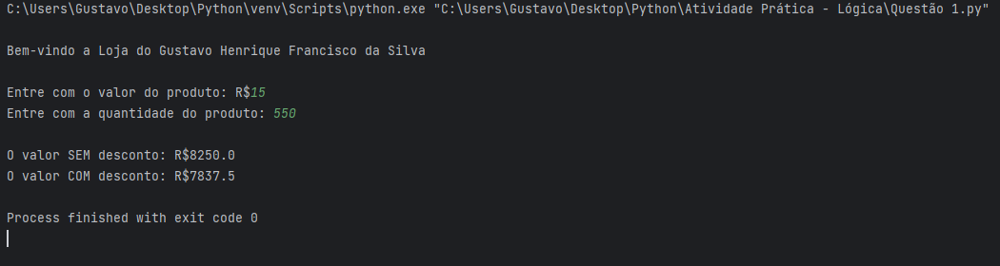 C:\Users\Gustavo\Desktop\Python\venv\Scripts\python.exe "C:\Users\Gustavo\Desktop\Python\Atividade Prática - Lógica\Questão 1.py"
Bem-vindo a Loja do Gustavo Henrique Francisco da Silva
Entre com o valor do produto: R$15
Entre com a quantidade do produto: 550
O valor SEM desconto: R$8250.0
O valor COM desconto: R$7837.5
Process finished with exit code 0